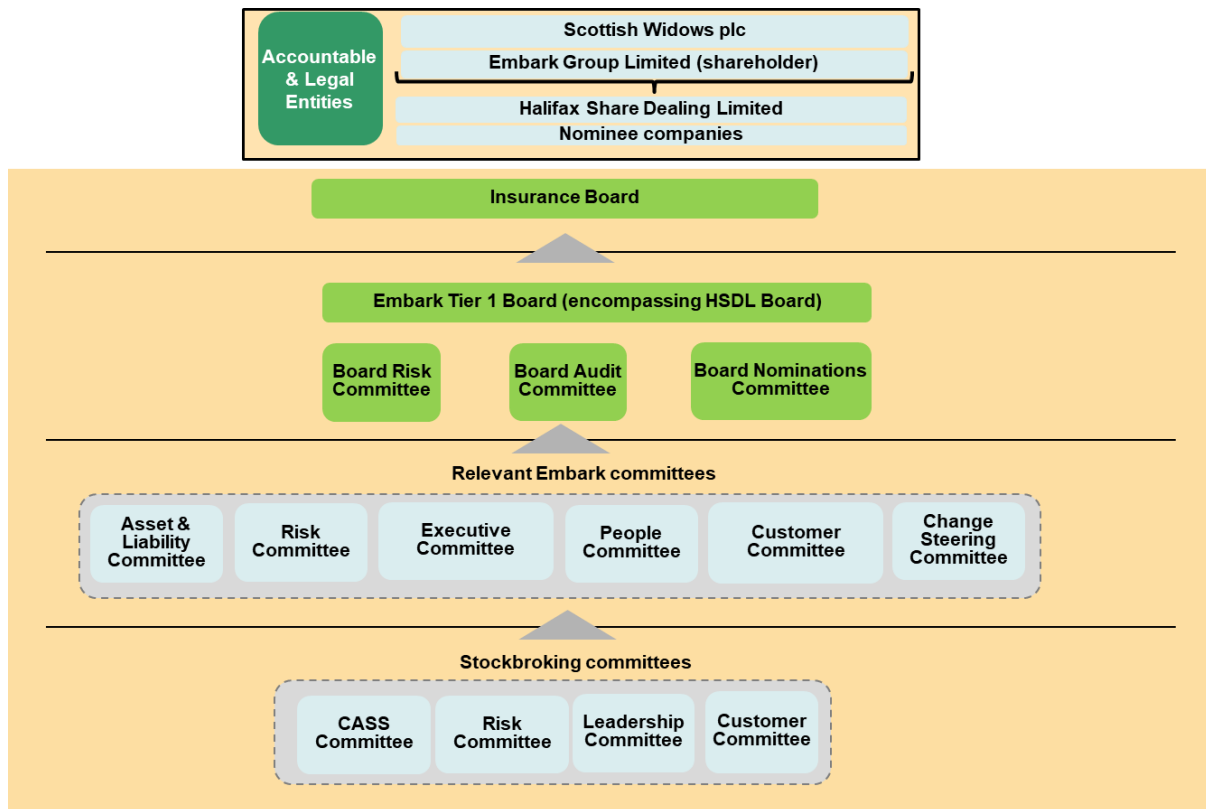 Accountable
& Legal
Entities
Scottish Widows plc
Embark Group Limited (shareholder)
Halifax Share Dealing Limited
Nominee companies
Insurance Board
Embark Tier 1 Board (encompassing HSDL Board)
Board Risk
Committee
Board Audit
Committee
Board Nominations
Committee
Relevant Embark committees
Asset &
Liability
Committee
Risk
Committee
Executive
Committee
People
Committee
Customer
Committee
Change
Steering
Committee
Stockbroking committees
CASS
Committee
Risk
Committee
Leadership
Committee
Customer
Committee